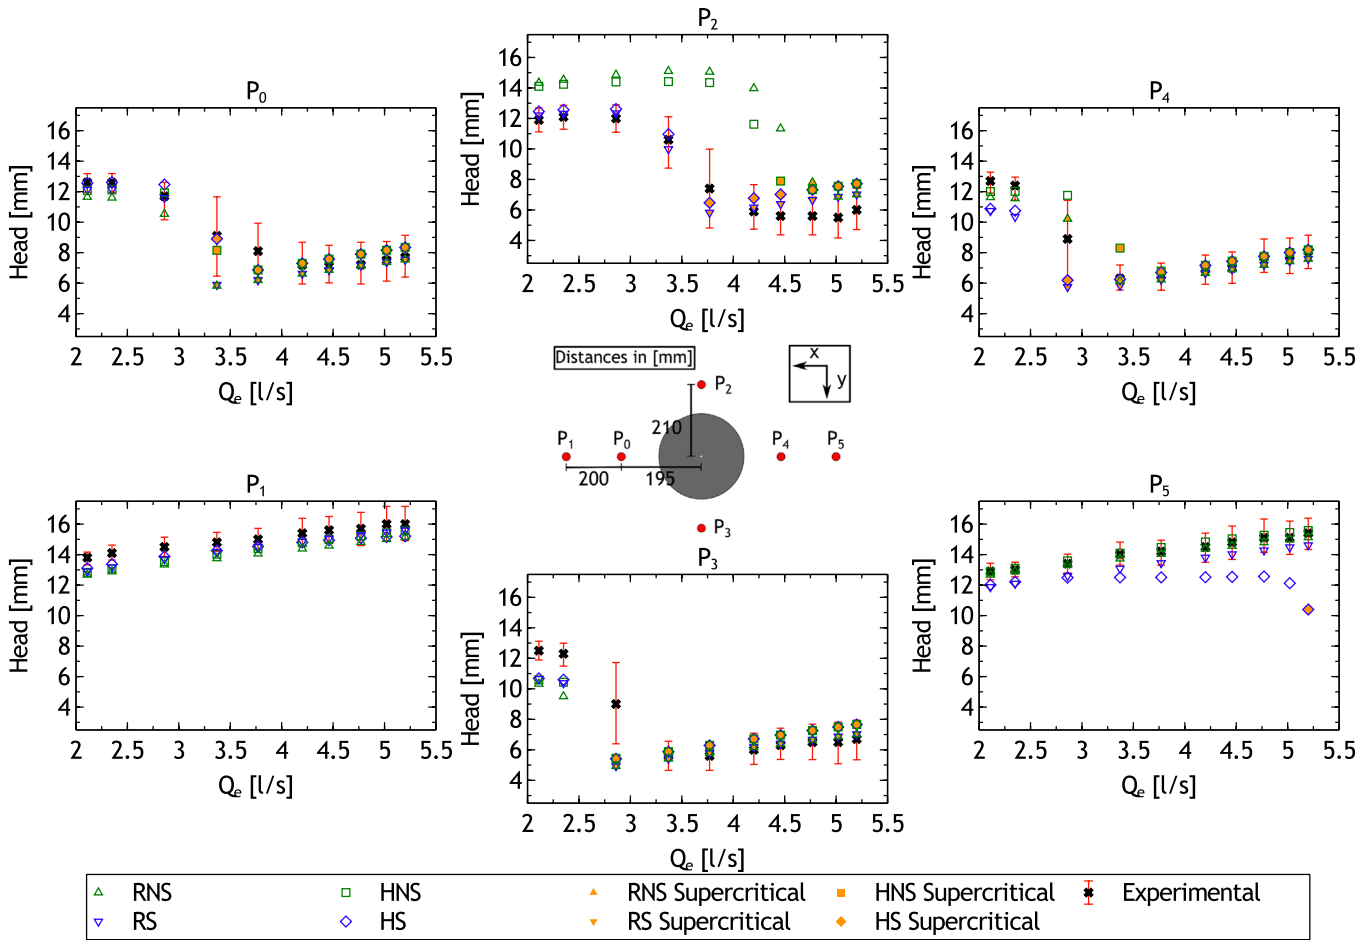 P2
16
14
12
10
8
6
4
Head [mm]
2 2.5 3 3.5 4 4.5 5 5.5
Qe [l/s]
P0
16
14
12
10
8
6
4
Head [mm]
2 2.5 3 3.5 4 4.5 5 5.5
Qe [l/s]
P4
16
14
12
10
8
6
4
Head [mm]
2 2.5 3 3.5 4 4.5 5 5.5
Qe [l/s]
Distances in [mm]
x
y
P2
210
P1 P0 P4 P5
200 195
P3
P1
16
14
12
10
8
6
4
Head [mm]
2 2.5 3 3.5 4 4.5 5 5.5
Qe [l/s]
P3
16
14
12
10
8
6
4
Head [mm]
2 2.5 3 3.5 4 4.5 5 5.5
Qe [l/s]
P5
16
14
12
10
8
6
4
Head [mm]
2 2.5 3 3.5 4 4.5 5 5.5
Qe [l/s]
RNS HNS RNS Supercritical HNS Supercritical Experimental
RS HS RS Supercritical HS Supercritical